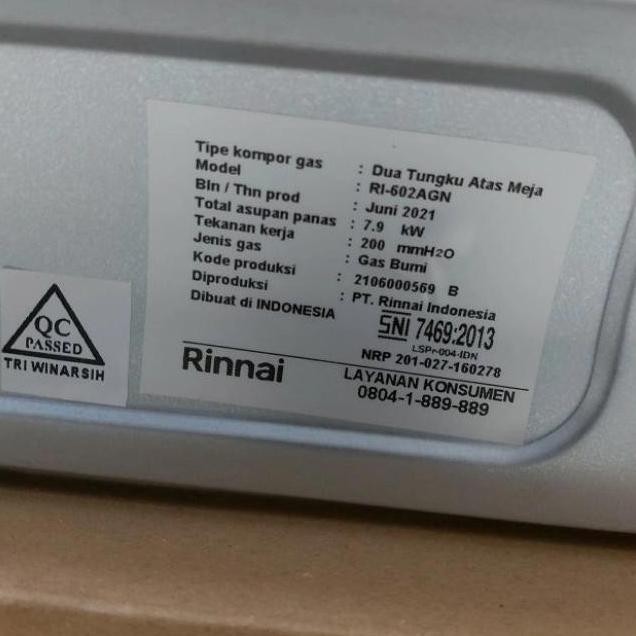 Tipe kompor gas : Dua Tungku Atas Meja
Model : RI-602AGN
Bln / Thn prod : Juni 2021
Total asupan panas : 7.9 kW
Tekanan kerja : 200 mmH2O
Jenis gas : Gas Bumi
Kode produksi : 2106000569 B
Diproduksi : PT. Rinnai Indonesia
Dibuat di INDONESIA
SNI 7469:2013
LSPr-004-IDN
NRP 201-027-160278
Rinnai
LAYANAN KONSUMEN
0804-1-889-889
QC
PASSED
TRI WINARSIH